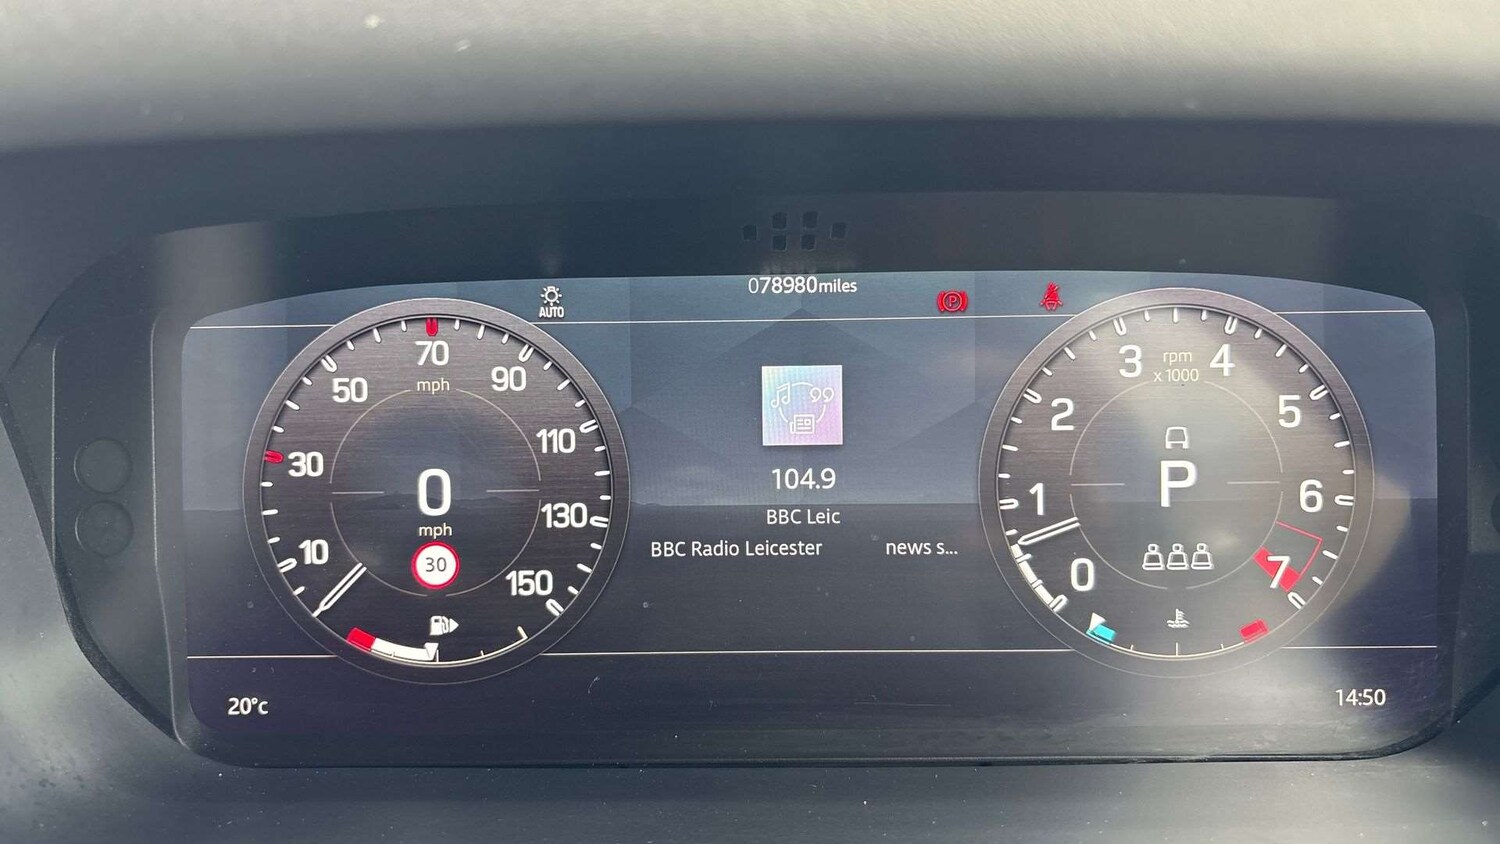 078980miles
AUTO
P
10
30
50
70
90
110
130
150
mph
0
mph
30
104.9
BBC Leic
BBC Radio Leicester news s...
0
1
2
3
4
5
6
7
rpm
x 1000
P
20°c
14:50